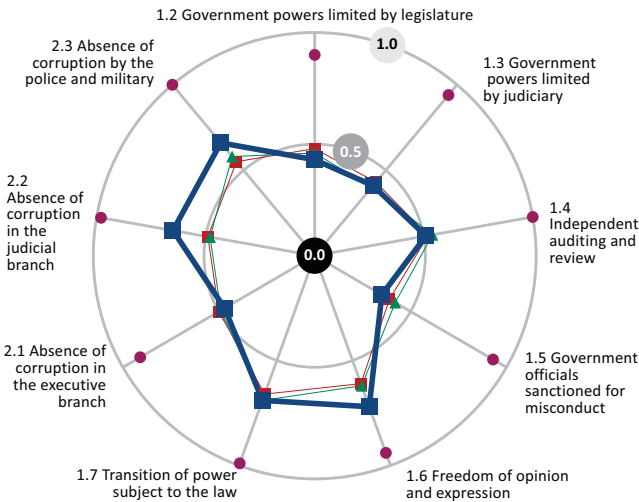 1.2 Government powers limited by legislature
1.0
2.3 Absence of
corruption by the
police and military
1.3 Government
powers limited
by judiciary
0.5
2.2
Absence of
corruption
in the
judicial
branch
1.4
Independent
auditing and
review
0.0
2.1 Absence of
corruption in
the executive
branch
1.5 Government
officials
sanctioned for
misconduct
1.7 Transition of power
subject to the law
1.6 Freedom of opinion
and expression